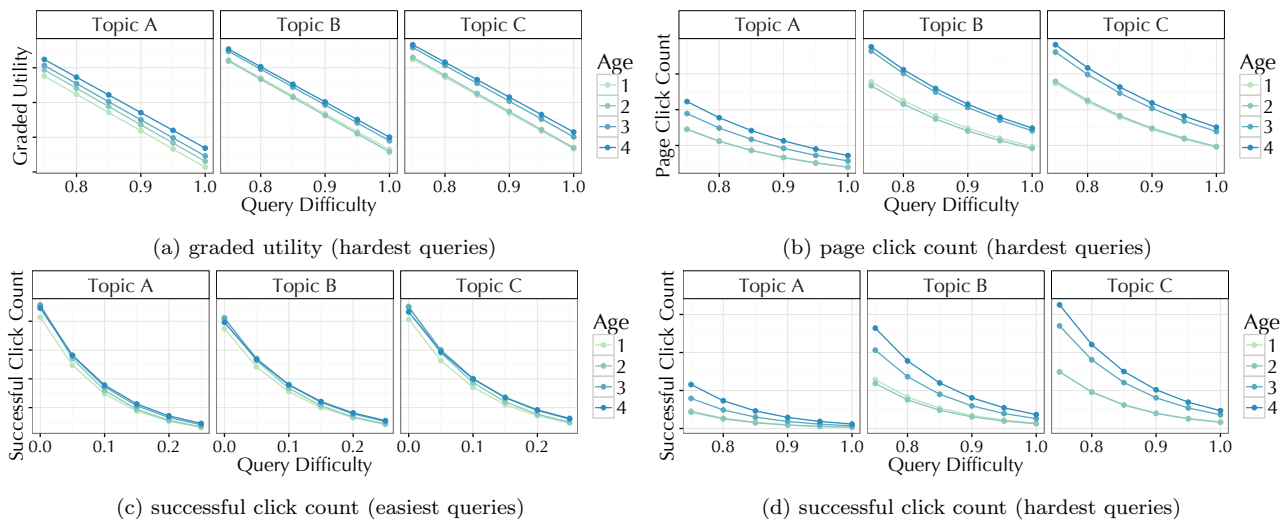 Topic A Topic B Topic C
Graded Utility
Age
1
2
3
4
0.8 0.9 1.0 0.8 0.9 1.0 0.8 0.9 1.0
Query Difficulty
(a) graded utility (hardest queries)
Topic A Topic B Topic C
Page Click Count
Age
1
2
3
4
0.8 0.9 1.0 0.8 0.9 1.0 0.8 0.9 1.0
Query Difficulty
(b) page click count (hardest queries)
Topic A Topic B Topic C
Successful Click Count
Age
1
2
3
4
0.0 0.1 0.2 0.0 0.1 0.2 0.0 0.1 0.2
Query Difficulty
(c) successful click count (easiest queries)
Topic A Topic B Topic C
Successful Click Count
Age
1
2
3
4
0.8 0.9 1.0 0.8 0.9 1.0 0.8 0.9 1.0
Query Difficulty
(d) successful click count (hardest queries)